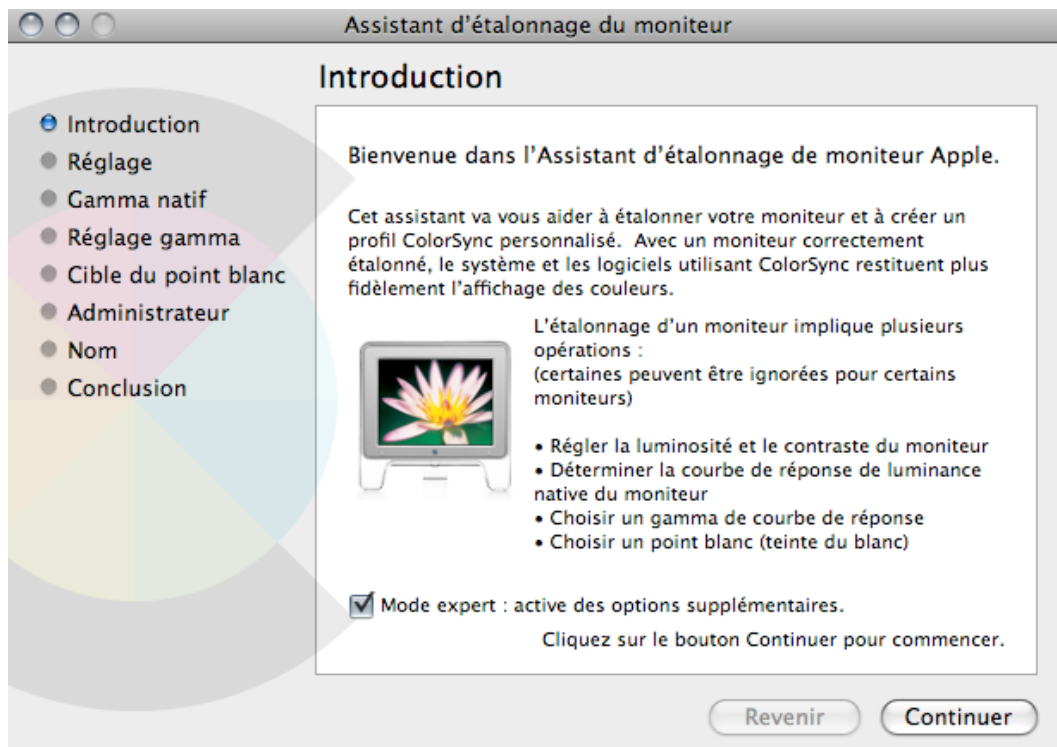 Assistant d'étalonnage du moniteur
Introduction
Introduction
Réglage
Gamma natif
Réglage gamma
Cible du point blanc
Administrateur
Nom
Conclusion
Bienvenue dans l'Assistant d'étalonnage de moniteur Apple.
Cet assistant va vous aider à étalonner votre moniteur et à créer un
profil ColorSync personnalisé.  Avec un moniteur correctement
étalonné, le système et les logiciels utilisant ColorSync restituent plus
fidèlement l'affichage des couleurs.
L'étalonnage d'un moniteur implique plusieurs
opérations :
(certaines peuvent être ignorées pour certains
moniteurs)
• Régler la luminosité et le contraste du moniteur
• Déterminer la courbe de réponse de luminance
native du moniteur
• Choisir un gamma de courbe de réponse
• Choisir un point blanc (teinte du blanc)
Mode expert : active des options supplémentaires.
Cliquez sur le bouton Continuer pour commencer.
Revenir
Continuer